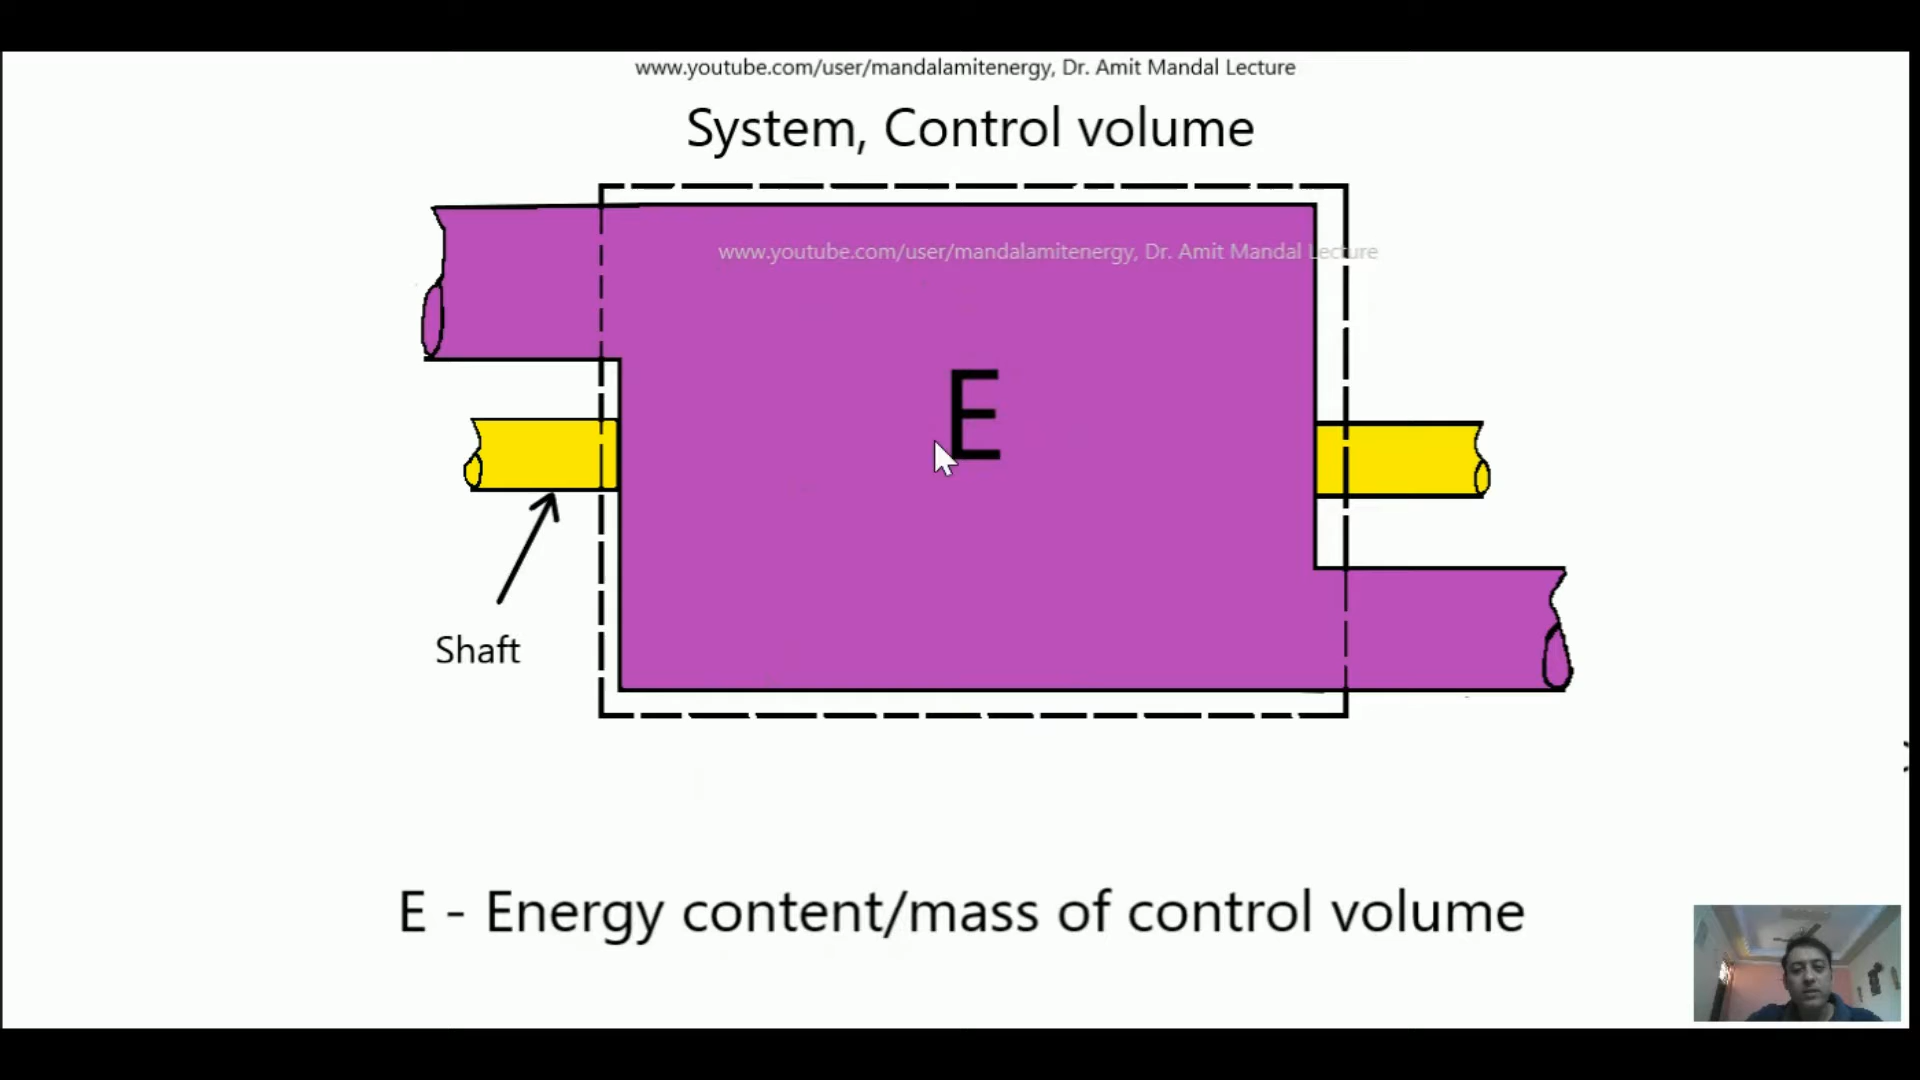 www.youtube.com/user/mandalamitenergy, Dr. Amit Mandal Lecture
System, Control volume
www.youtube.com/user/mandalamitenergy, Dr. Amit Mandal Lecture
E
Shaft
E - Energy content/mass of control volume